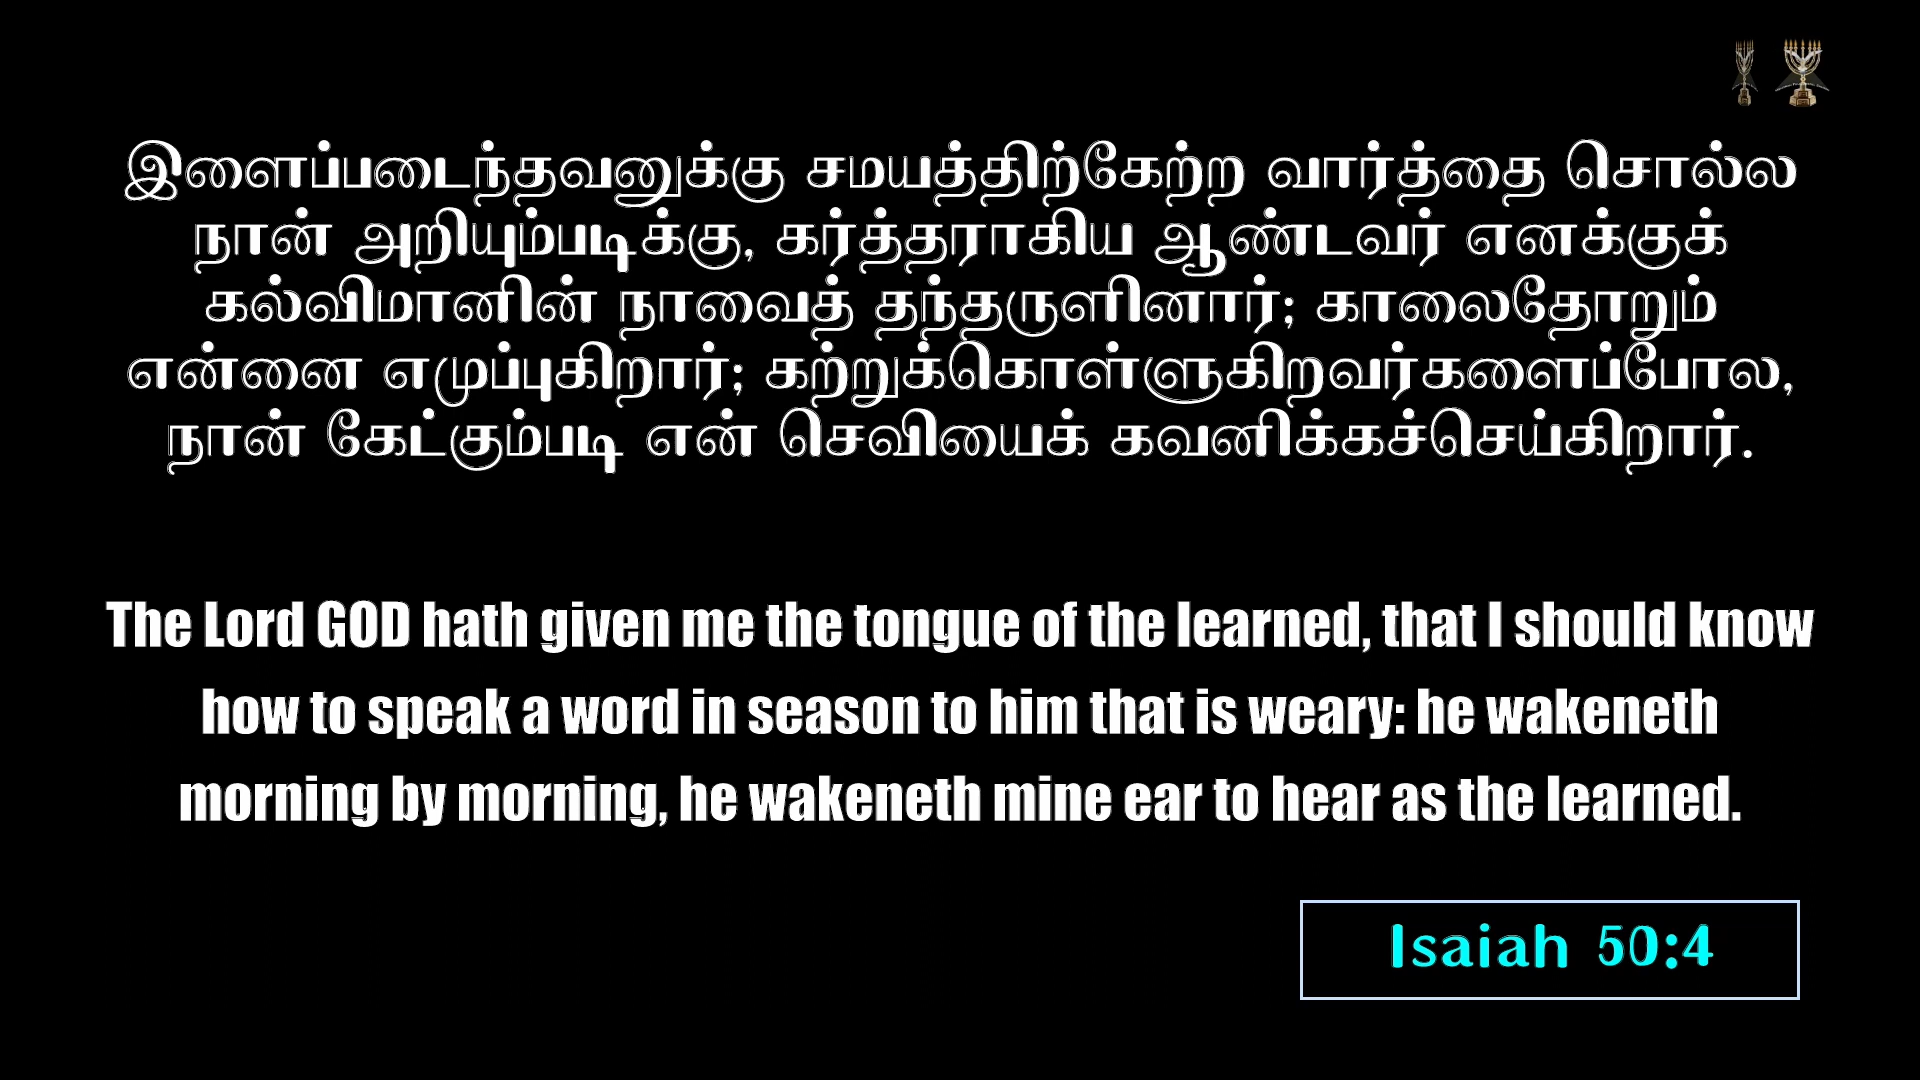 இளைப்படைந்தவனுக்கு சமயத்திற்கேற்ற வார்த்தை சொல்ல
நான் அறியும்படிக்கு, கர்த்தராகிய ஆண்டவர் எனக்குக்
கல்விமானின் நாவைத் தந்தருளினார்; காலைதோறும்
என்னை எழுப்புகிறார்; கற்றுக்கொள்ளுகிறவர்களைப்போல,
நான் கேட்கும்படி என் செவியைக் கவனிக்கச்செய்கிறார்.
The Lord GOD hath given me the tongue of the learned, that I should know
how to speak a word in season to him that is weary: he wakeneth
morning by morning, he wakeneth mine ear to hear as the learned.
Isaiah 50:4